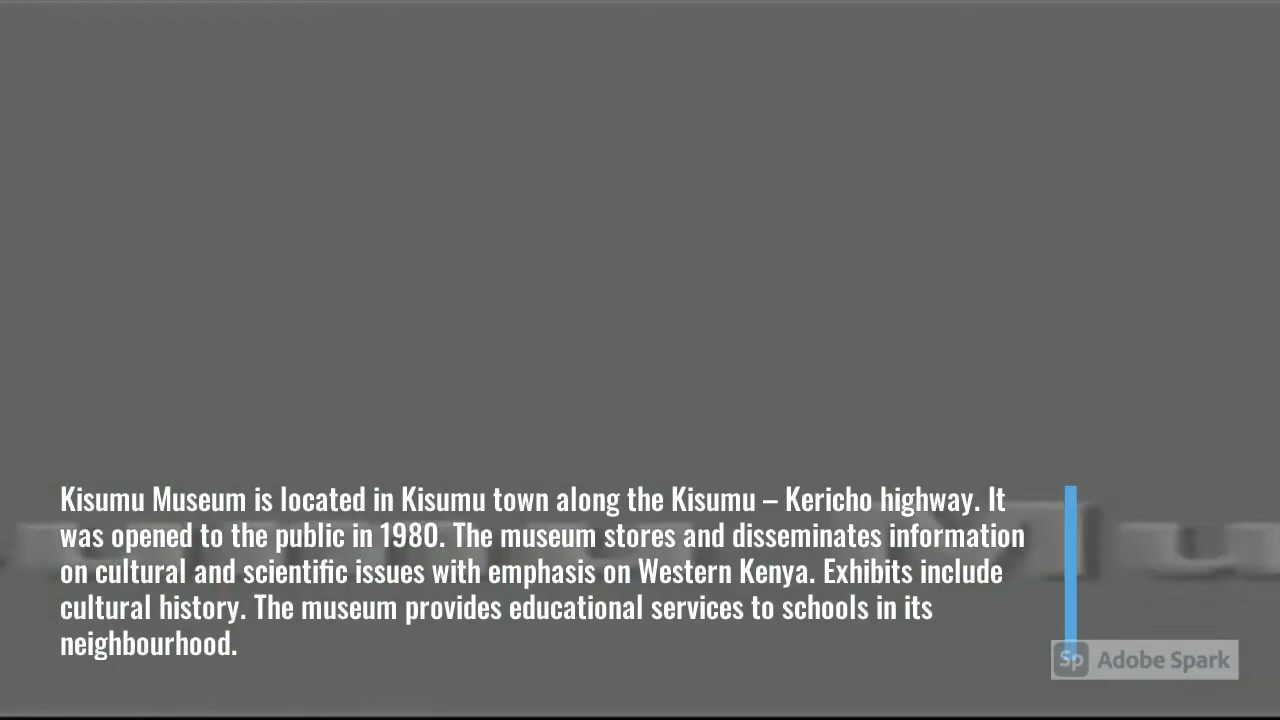 Kisumu Museum is located in Kisumu town along the Kisumu – Kericho highway. It
was opened to the public in 1980. The museum stores and disseminates information
on cultural and scientific issues with emphasis on Western Kenya. Exhibits include
cultural history. The museum provides educational services to schools in its
neighbourhood.
Sp Adobe Spark